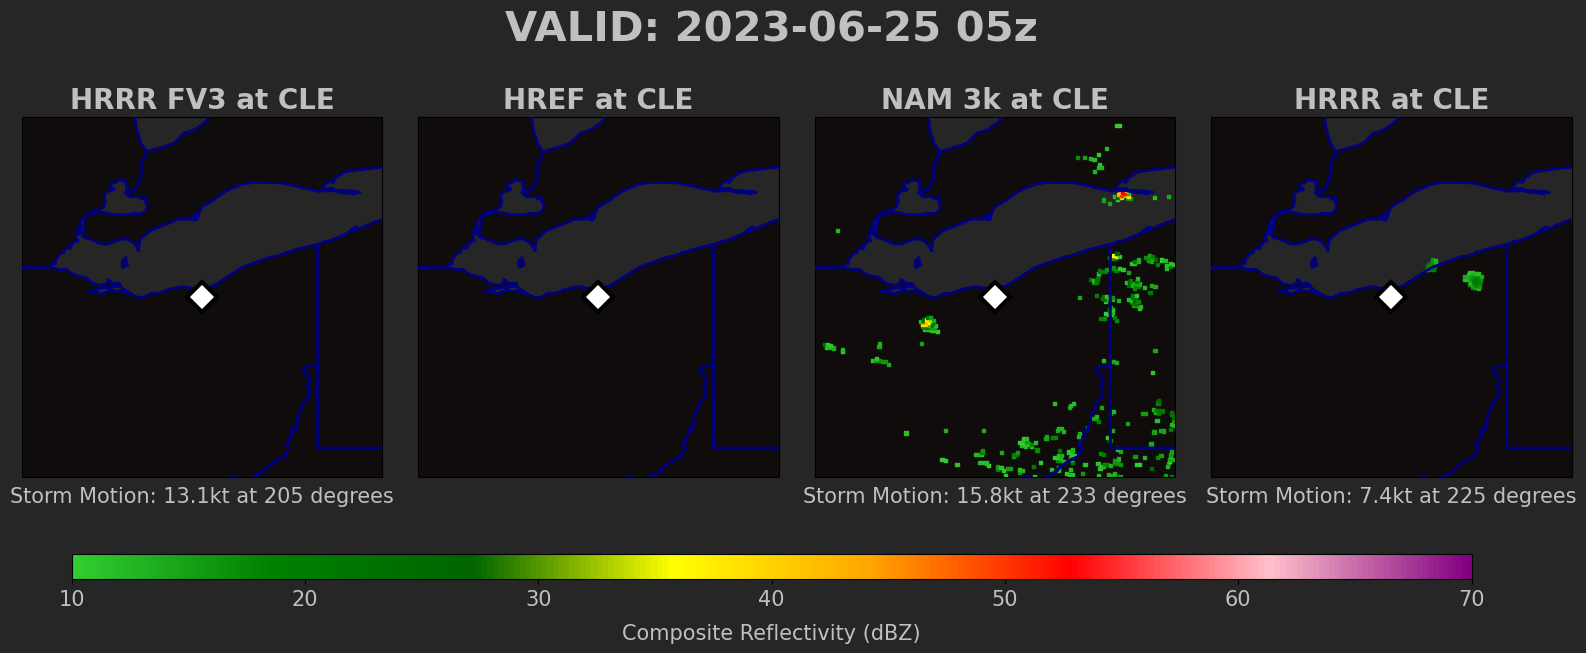 VALID: 2023-06-25 05z
HRRR FV3 at CLE
HREF at CLE
NAM 3k at CLE
HRRR at CLE
Storm Motion: 13.1kt at 205 degrees
Storm Motion: 15.8kt at 233 degrees
Storm Motion: 7.4kt at 225 degrees
10 20 30 40 50 60 70
Composite Reflectivity (dBZ)